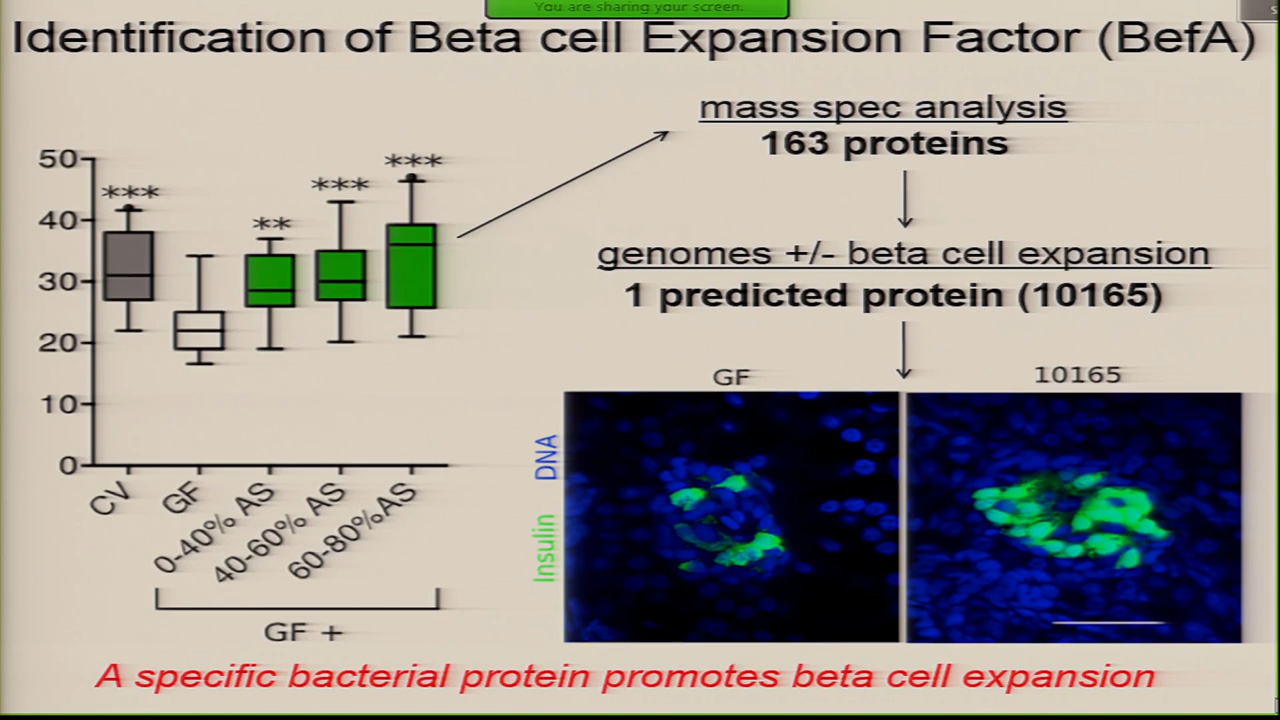 You are sharing your screen.
Identification of Beta cell Expansion Factor (BefA)
mass spec analysis
163 proteins
genomes +/- beta cell expansion
1 predicted protein (10165)
50
40
30
20
10
0
***
**
***
***
CV
GF
0-40% AS
40-60% AS
60-80%AS
GF +
GF
10165
DNA
Insulin
A specific bacterial protein promotes beta cell expansion